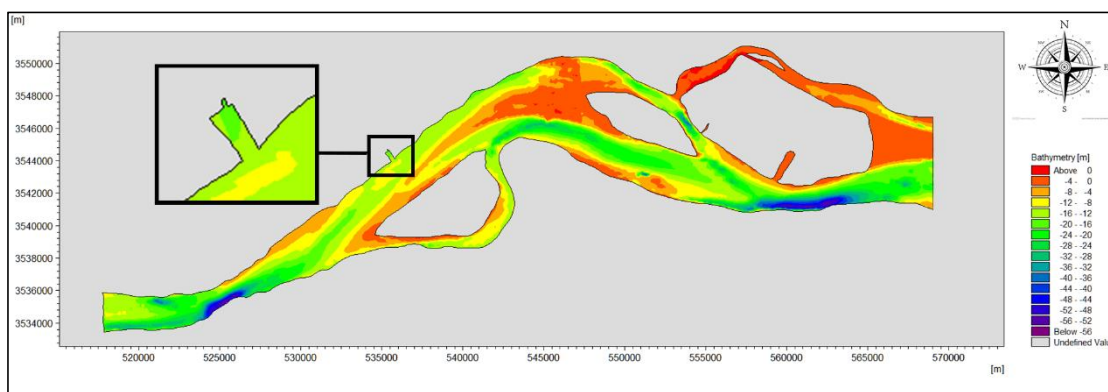 [m]
3550000
3548000
3546000
3544000
3542000
3540000
3538000
3536000
3534000
520000 525000 530000 535000 540000 545000 550000 555000 560000 565000 570000
[m]
N
W E
S
Bathymetry [m]
Above 0
-4 - 0
-8 - -4
-12 - -8
-16 - -12
-20 - -16
-24 - -20
-28 - -24
-32 - -28
-36 - -32
-40 - -36
-44 - -40
-48 - -44
-52 - -48
-56 - -52
Below -56
Undefined Valu